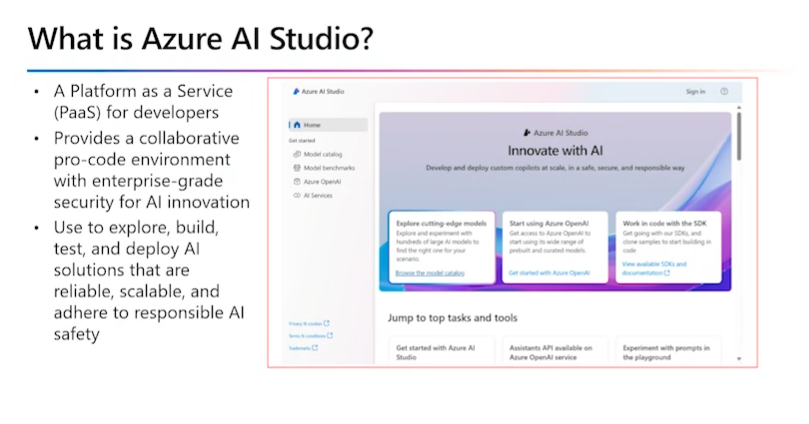 What is Azure AI Studio?
• A Platform as a Service
(PaaS) for developers
• Provides a collaborative
pro-code environment
with enterprise-grade
security for AI innovation
• Use to explore, build,
test, and deploy AI
solutions that are
reliable, scalable, and
adhere to responsible AI
safety
Azure AI Studio
Sign in
Home
Get started
Model catalog
Model benchmarks
Azure OpenAI
AI Services
Privacy & cookies
Terms & conditions
Trademarks
Azure AI Studio
Innovate with AI
Develop and deploy custom copilots at scale, in a safe, secure, and responsible way
Explore cutting-edge models
Explore and experiment with
hundreds of large AI models to
find the right one for your
scenario.
Browse the model catalog
Start using Azure OpenAI
Get access to Azure OpenAI to
start using its wide range of
prebuilt and curated models.
Get started with Azure OpenAI
Work in code with the SDK
Get going with our SDKs, and
clone samples to start building in
code
View available SDKs and
documentation
Jump to top tasks and tools
Get started with Azure AI
Studio
Assistants API available on
Azure OpenAI service
Experiment with prompts in
the playground